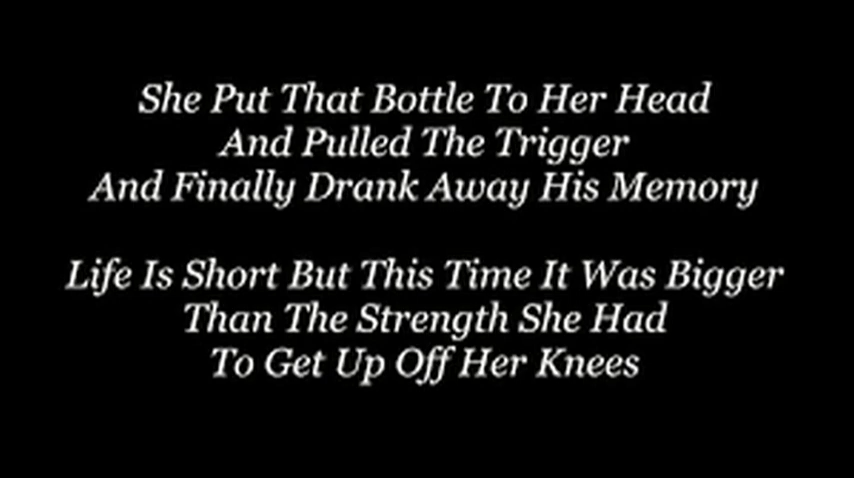 She Put That Bottle To Her Head
And Pulled The Trigger
And Finally Drank Away His Memory
Life Is Short But This Time It Was Bigger
Than The Strength She Had
To Get Up Off Her Knees